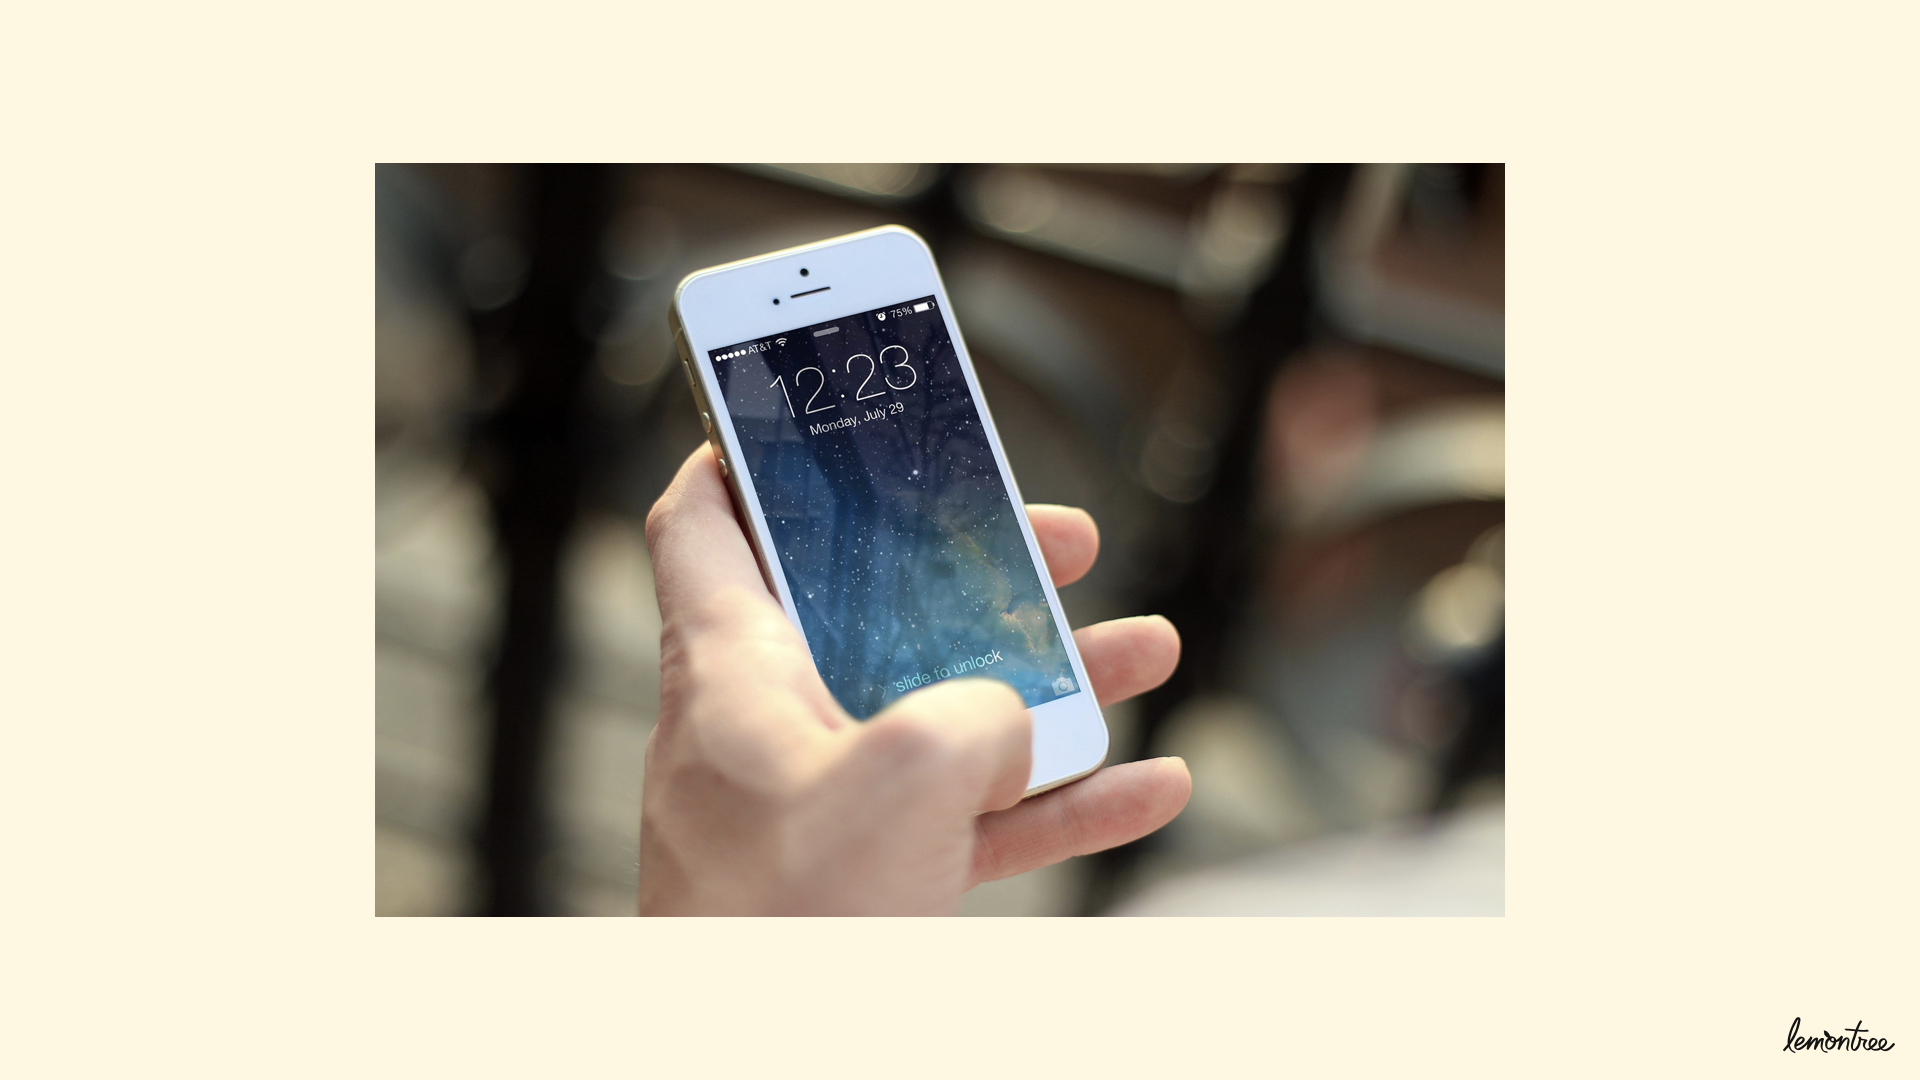 ●●●●● AT&T 75%
12:23
Monday, July 29
> slide to unlock
lemontree